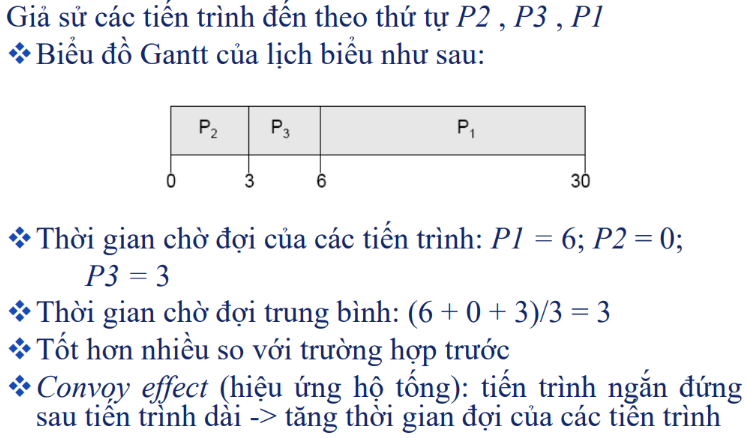 Giả sử các tiến trình đến theo thứ tự P2 , P3 , P1
❖ Biểu đồ Gantt của lịch biểu như sau:
P2 P3 P1
0 3 6 30
❖ Thời gian chờ đợi của các tiến trình: P1 = 6; P2 = 0;
P3 = 3
❖ Thời gian chờ đợi trung bình: (6 + 0 + 3)/3 = 3
❖ Tốt hơn nhiều so với trường hợp trước
❖ Convoy effect (hiệu ứng hộ tống): tiến trình ngắn đứng
sau tiến trình dài -> tăng thời gian đợi của các tiến trình